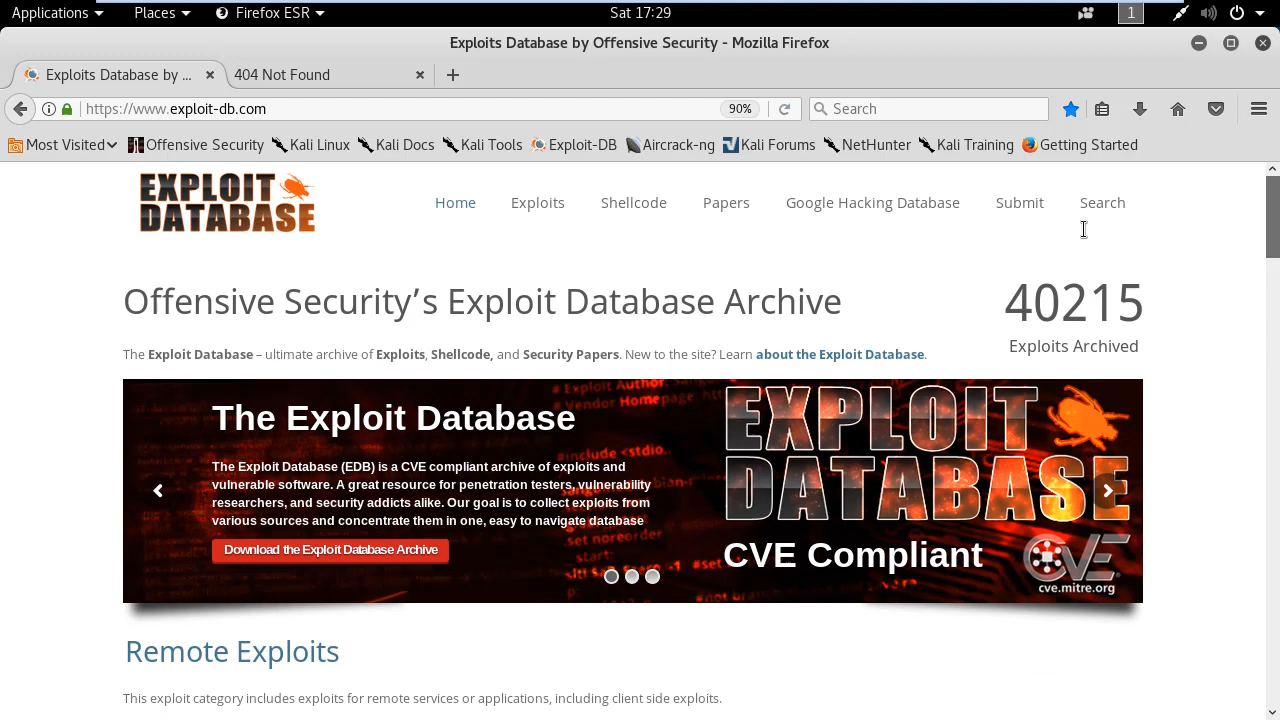 Applications Places Firefox ESR Sat 17:29 1
Exploits Database by Offensive Security - Mozilla Firefox
Exploits Database by ... 404 Not Found
https://www.exploit-db.com 90% Search
Most Visited Offensive Security Kali Linux Kali Docs Kali Tools Exploit-DB Aircrack-ng Kali Forums NetHunter Kali Training Getting Started
EXPLOIT
DATABASE
Home Exploits Shellcode Papers Google Hacking Database Submit Search
Offensive Security's Exploit Database Archive
40215
Exploits Archived
The Exploit Database – ultimate archive of Exploits, Shellcode, and Security Papers. New to the site? Learn about the Exploit Database.
The Exploit Database
The Exploit Database (EDB) is a CVE compliant archive of exploits and
vulnerable software. A great resource for penetration testers, vulnerability
researchers, and security addicts alike. Our goal is to collect exploits from
various sources and concentrate them in one, easy to navigate database
Download the Exploit Database Archive
# Exploit Author:
# Vendor Homepage
#include <stdio.
start:
EXPLOIT
DATABASE
CVE Compliant
CVE
cve.mitre.org
Remote Exploits
This exploit category includes exploits for remote services or applications, including client side exploits.